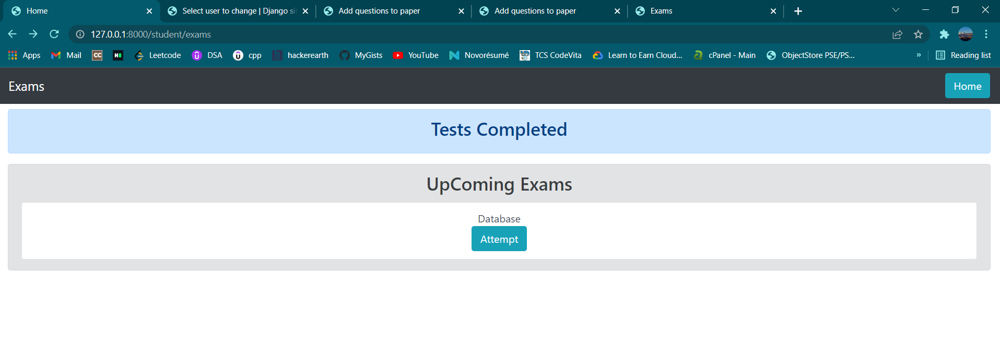 Home
Select user to change | Django si
Add questions to paper
Add questions to paper
Exams
127.0.0.1:8000/student/exams
Apps Mail CC H Leetcode DSA cpp hackerearth MyGists YouTube Novorésumé TCS CodeVita Learn to Earn Cloud... cPanel - Main ObjectStore PSE/PS... » Reading list
Exams
Home
Tests Completed
UpComing Exams
Database
Attempt